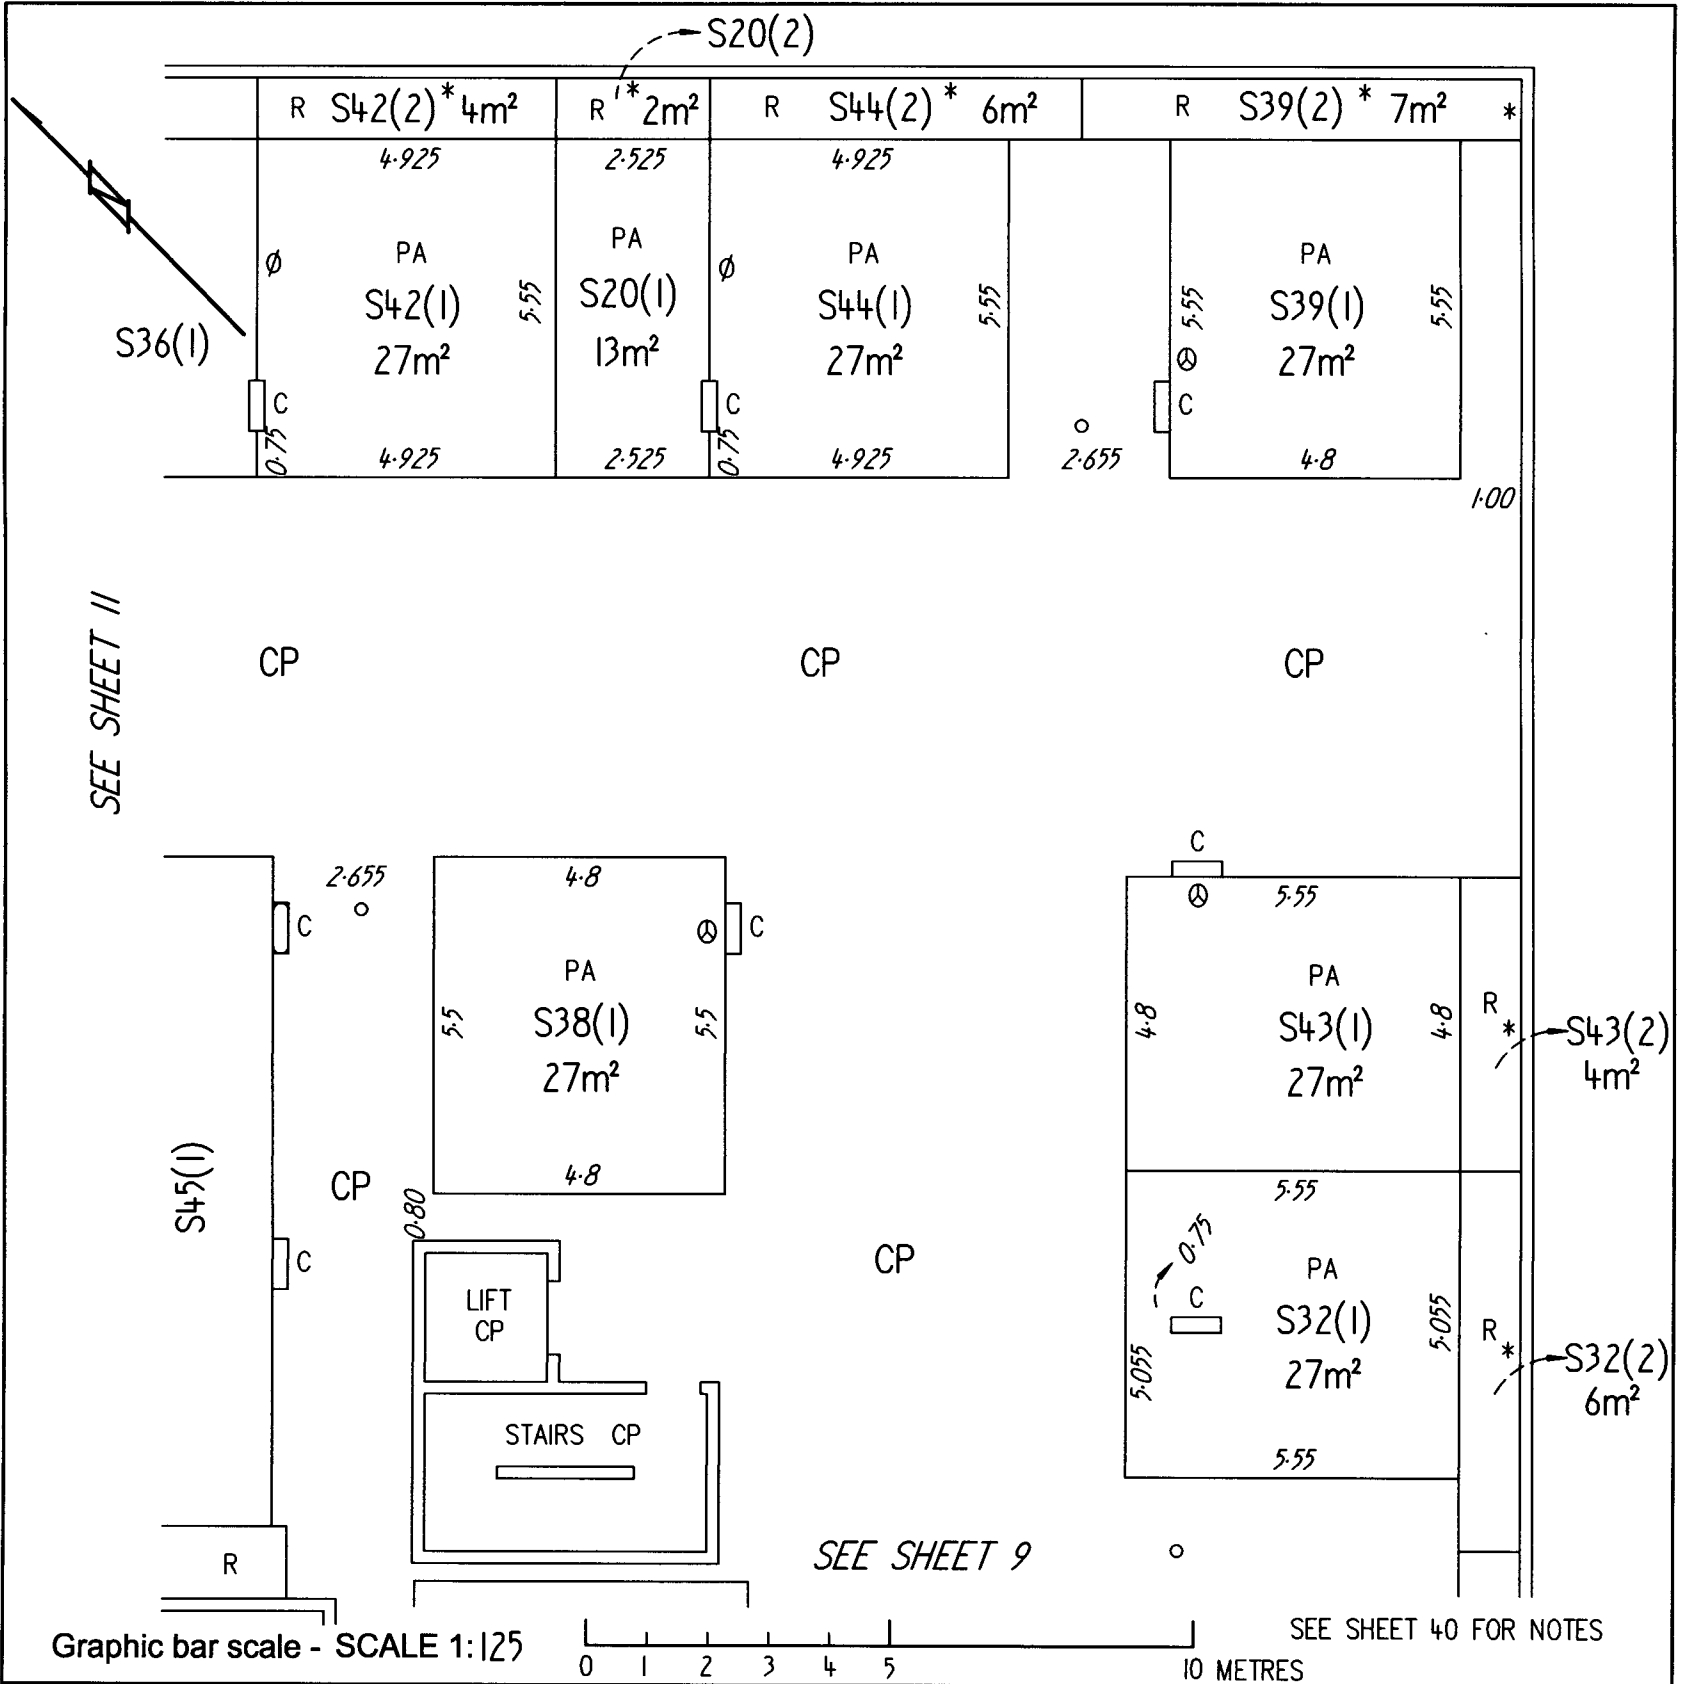 S20(2)
R S42(2)* 4m²
R * 2m²
R S44(2) * 6m²
R S39(2) * 7m² *
4·925
2·525
4·925
PA
S42(1)
27m²
5·55
Ø
PA
S20(1)
13m²
Ø
PA
S44(1)
27m²
5·55
5·55
PA
S39(1)
27m²
5·55
S36(1)
C
0·75
4·925
2·525
C
0·75
4·925
2·655
C
4·8
1·00
SEE SHEET 11
CP
CP
CP
2·655
C
4·8
C
PA
S38(1)
27m²
5·5
5·5
4·8
C
5·55
PA
S43(1)
27m²
4·8
4·8
R
*
S43(2)
4m²
S45(1)
CP
C
0·80
CP
5·55
0·75
C
PA
S32(1)
27m²
5·055
5·055
R
*
S32(2)
6m²
5·55
LIFT
CP
STAIRS CP
R
SEE SHEET 9
Graphic bar scale - SCALE 1:125
0 1 2 3 4 5 10 METRES
SEE SHEET 40 FOR NOTES